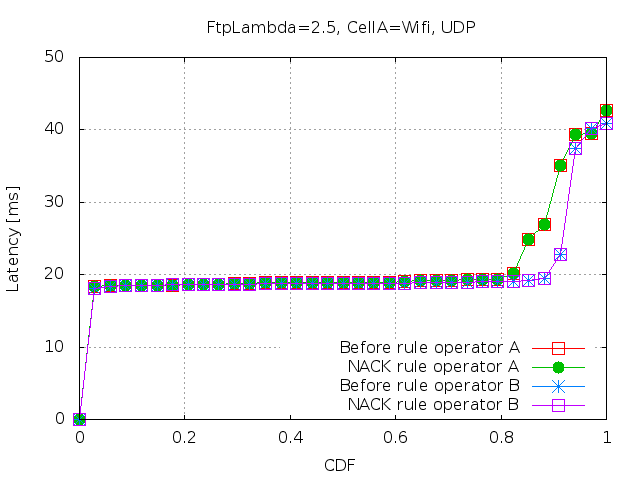 FtpLambda=2.5, CellA=Wifi, UDP
50
40
30
20
10
0
Latency [ms]
Before rule operator A
NACK rule operator A
Before rule operator B
NACK rule operator B
0 0.2 0.4 0.6 0.8 1
CDF